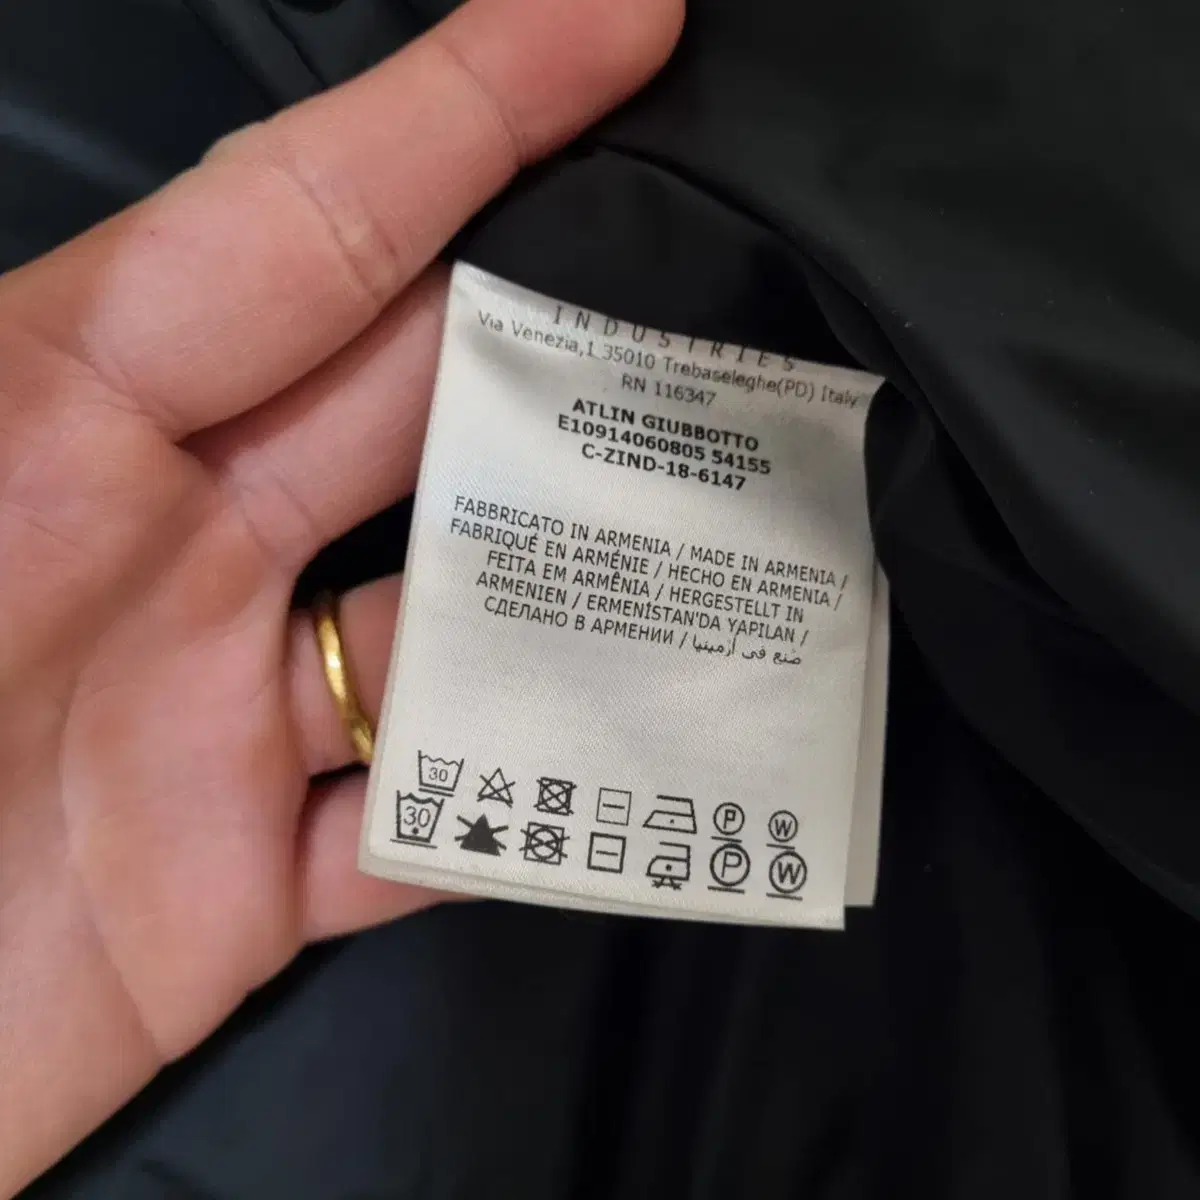 INDUSTRIES
Via Venezia,1 35010 Trebaseleghe(PD) Italy
RN 116347
ATLIN GIUBBOTTO
E10914060805 54155
C-ZIND-18-6147
FABBRICATO IN ARMENIA / MADE IN ARMENIA /
FABRIQUÉ EN ARMÉNIE / HECHO EN ARMENIA /
FEITA EM ARMÊNIA / HERGESTELLT IN
ARMENIEN / ERMENİSTAN'DA YAPILAN /
СДЕЛАНО В АРМЕНИИ / صنع في أرمينيا
30 P W
30 P W